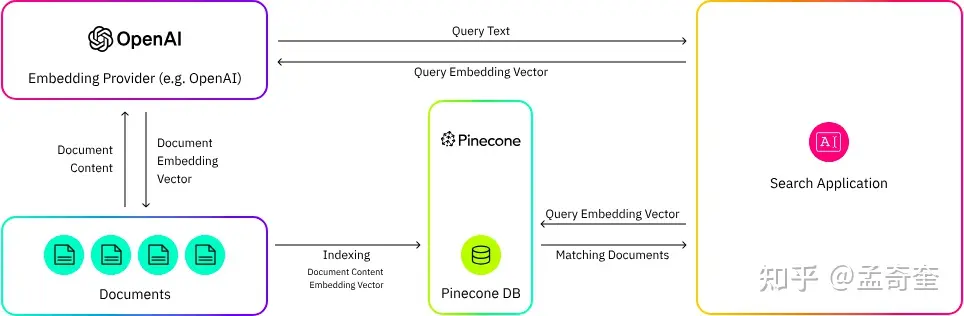 OpenAI
Embedding Provider (e.g. OpenAI)
Query Text
Query Embedding Vector
Document
Content
Document
Embedding
Vector
Pinecone
AI
Search Application
Query Embedding Vector
Matching Documents
Indexing
Document Content
Embedding Vector
Documents
Pinecone DB
知乎 @孟奇奎